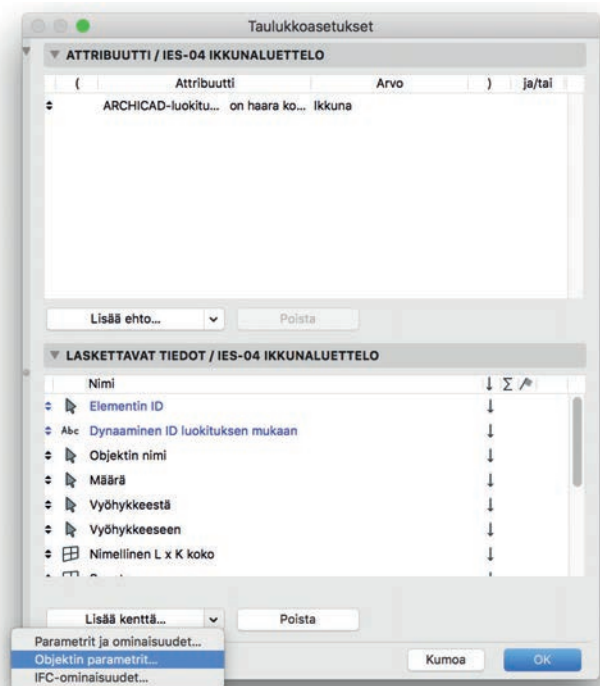 Taulukkoasetukset
ATTRIBUUTTI / IES-04 IKKUNALUETTELO
( Attribuutti Arvo ) ja/tai
ARCHICAD-luokitu... on haara ko... Ikkuna
Lisää ehto... Poista
LASKETTAVAT TIEDOT / IES-04 IKKUNALUETTELO
Nimi ↓ Σ
Elementin ID ↓
Abc Dynaaminen ID luokituksen mukaan ↓
Objektin nimi ↓
Määrä ↓
Vyöhykkeestä ↓
Vyöhykkeeseen ↓
Nimellinen L x K koko ↓
Lisää kenttä... Poista
Parametrit ja ominaisuudet...
Objektin parametrit...
IFC-ominaisuudet...
Kumoa OK